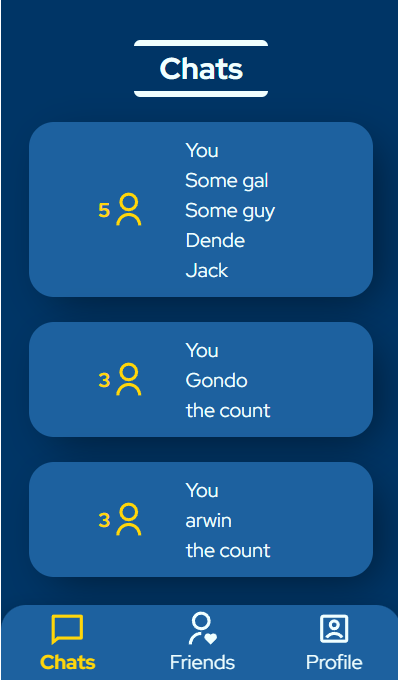 Chats
5
You
Some gal
Some guy
Dende
Jack
3
You
Gondo
the count
3
You
arwin
the count
Chats
Friends
Profile